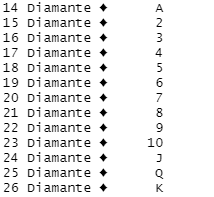 14 Diamante ✦ A
15 Diamante ✦ 2
16 Diamante ✦ 3
17 Diamante ✦ 4
18 Diamante ✦ 5
19 Diamante ✦ 6
20 Diamante ✦ 7
21 Diamante ✦ 8
22 Diamante ✦ 9
23 Diamante ✦ 10
24 Diamante ✦ J
25 Diamante ✦ Q
26 Diamante ✦ K